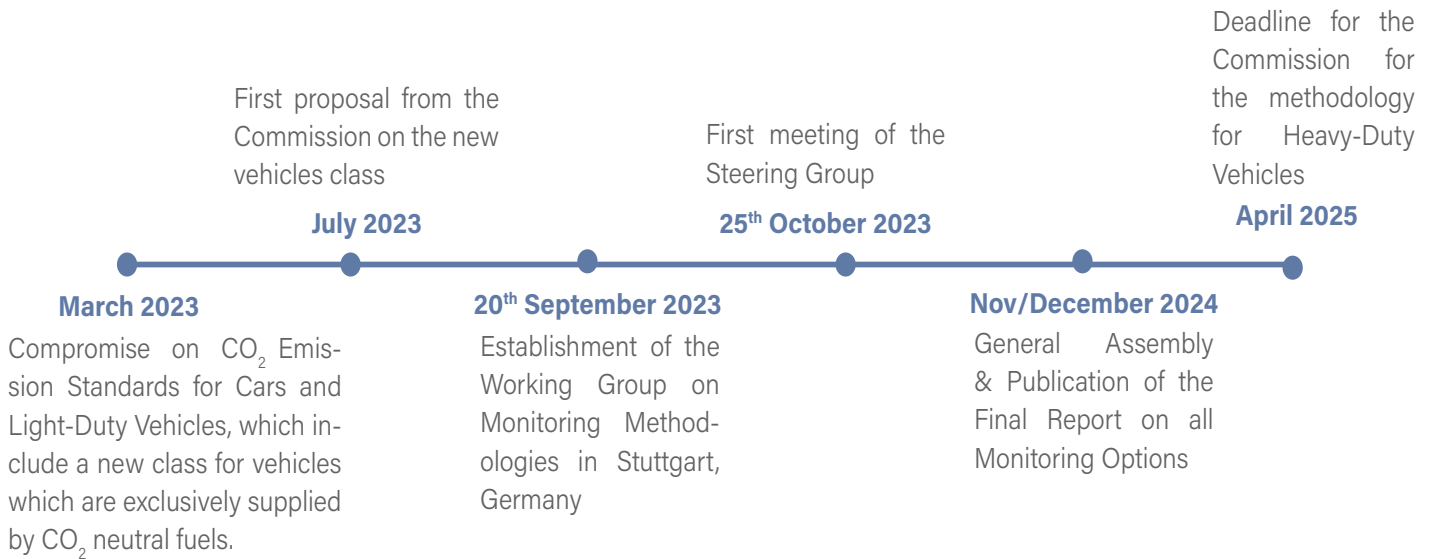 March 2023
Compromise on CO₂ Emis-
sion Standards for Cars and
Light-Duty Vehicles, which in-
clude a new class for vehicles
which are exclusively supplied
by CO₂ neutral fuels.
First proposal from the
Commission on the new
vehicles class
July 2023
20th September 2023
Establishment of the
Working Group on
Monitoring Method-
ologies in Stuttgart,
Germany
First meeting of the
Steering Group
25th October 2023
Nov/December 2024
General Assembly
& Publication of the
Final Report on all
Monitoring Options
Deadline for the
Commission for
the methodology
for Heavy-Duty
Vehicles
April 2025